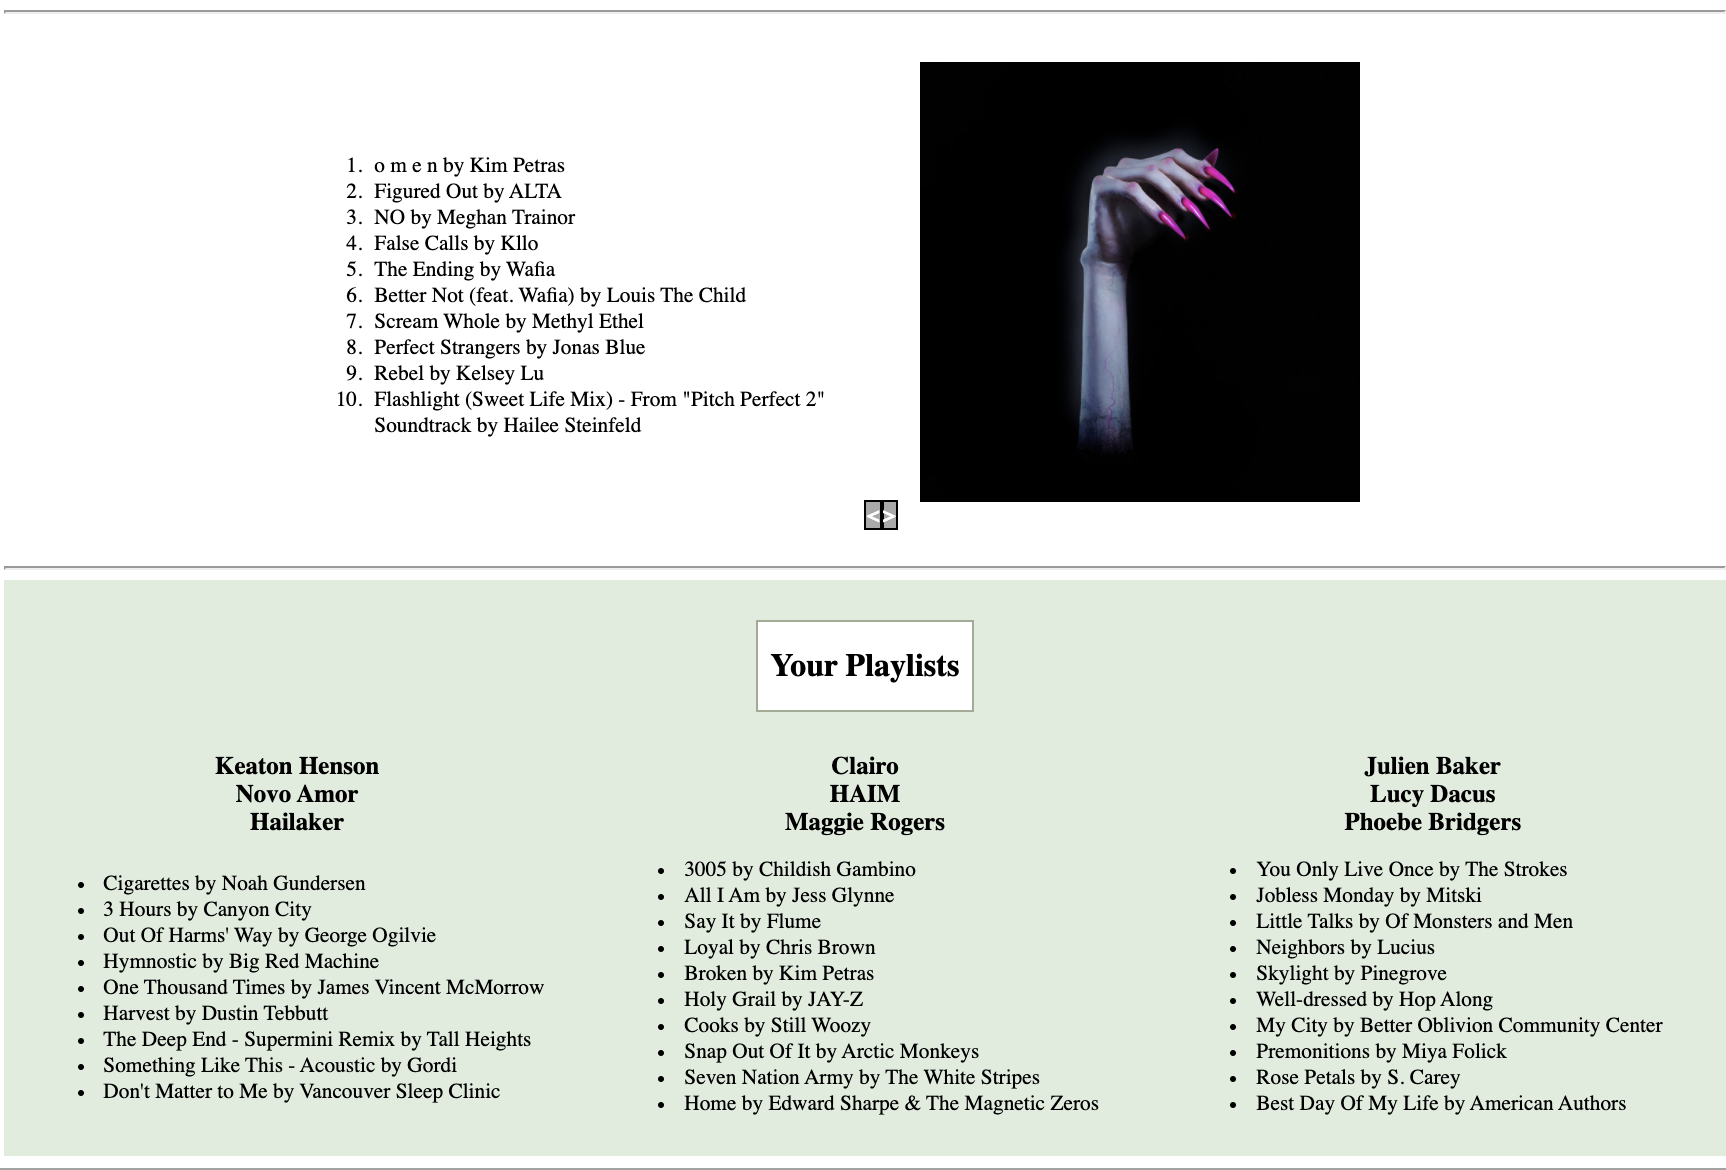 1. o m e n by Kim Petras
2. Figured Out by ALTA
3. NO by Meghan Trainor
4. False Calls by Kllo
5. The Ending by Wafia
6. Better Not (feat. Wafia) by Louis The Child
7. Scream Whole by Methyl Ethel
8. Perfect Strangers by Jonas Blue
9. Rebel by Kelsey Lu
10. Flashlight (Sweet Life Mix) - From "Pitch Perfect 2"
Soundtrack by Hailee Steinfeld
<>
Your Playlists
Keaton Henson
Novo Amor
Hailaker
• Cigarettes by Noah Gundersen
• 3 Hours by Canyon City
• Out Of Harms' Way by George Ogilvie
• Hymnostic by Big Red Machine
• One Thousand Times by James Vincent McMorrow
• Harvest by Dustin Tebbutt
• The Deep End - Supermini Remix by Tall Heights
• Something Like This - Acoustic by Gordi
• Don't Matter to Me by Vancouver Sleep Clinic
Clairo
HAIM
Maggie Rogers
• 3005 by Childish Gambino
• All I Am by Jess Glynne
• Say It by Flume
• Loyal by Chris Brown
• Broken by Kim Petras
• Holy Grail by JAY-Z
• Cooks by Still Woozy
• Snap Out Of It by Arctic Monkeys
• Seven Nation Army by The White Stripes
• Home by Edward Sharpe & The Magnetic Zeros
Julien Baker
Lucy Dacus
Phoebe Bridgers
• You Only Live Once by The Strokes
• Jobless Monday by Mitski
• Little Talks by Of Monsters and Men
• Neighbors by Lucius
• Skylight by Pinegrove
• Well-dressed by Hop Along
• My City by Better Oblivion Community Center
• Premonitions by Miya Folick
• Rose Petals by S. Carey
• Best Day Of My Life by American Authors